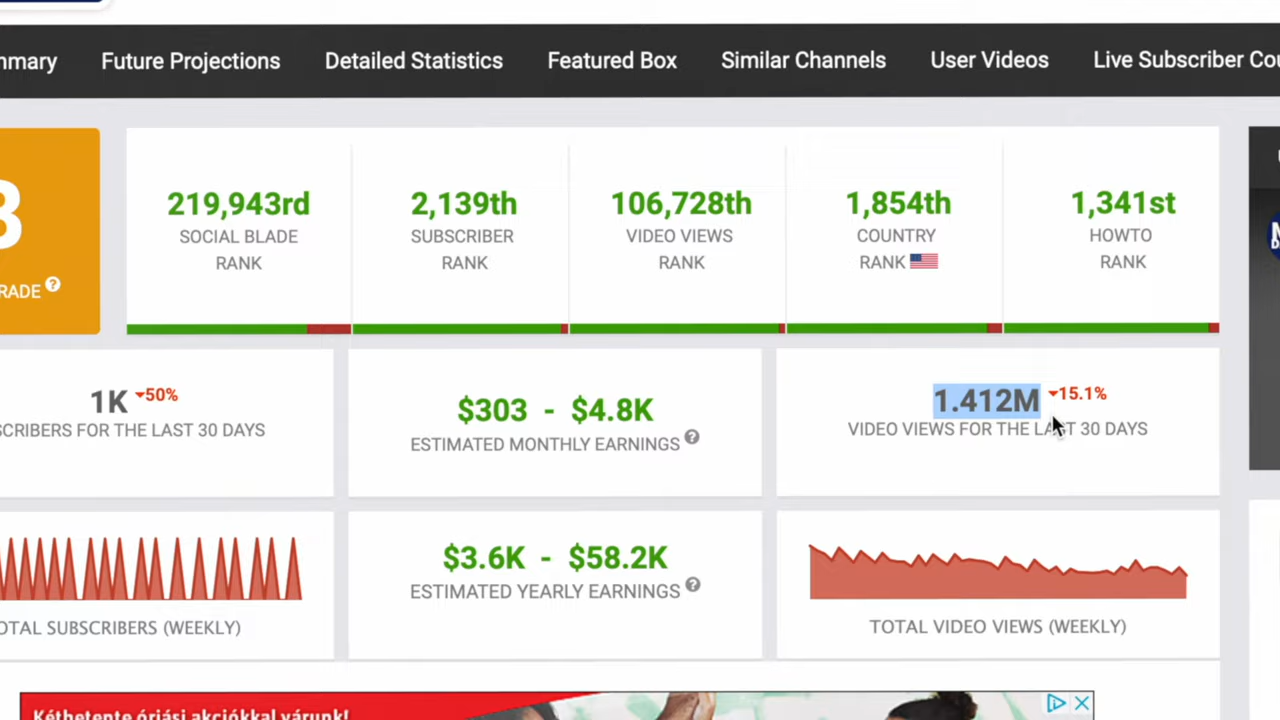 mmary Future Projections Detailed Statistics Featured Box Similar Channels User Videos Live Subscriber Cou
219,943rd 2,139th 106,728th 1,854th 1,341st
SOCIAL BLADE SUBSCRIBER VIDEO VIEWS COUNTRY HOWTO
RANK RANK RANK RANK RANK
RADE ?
1K 50%
SCRIBERS FOR THE LAST 30 DAYS
$303 - $4.8K
ESTIMATED MONTHLY EARNINGS ?
1.412M 15.1%
VIDEO VIEWS FOR THE LAST 30 DAYS
OTAL SUBSCRIBERS (WEEKLY)
$3.6K - $58.2K
ESTIMATED YEARLY EARNINGS ?
TOTAL VIDEO VIEWS (WEEKLY)
Kéthetente óriási akciókkal várunk!